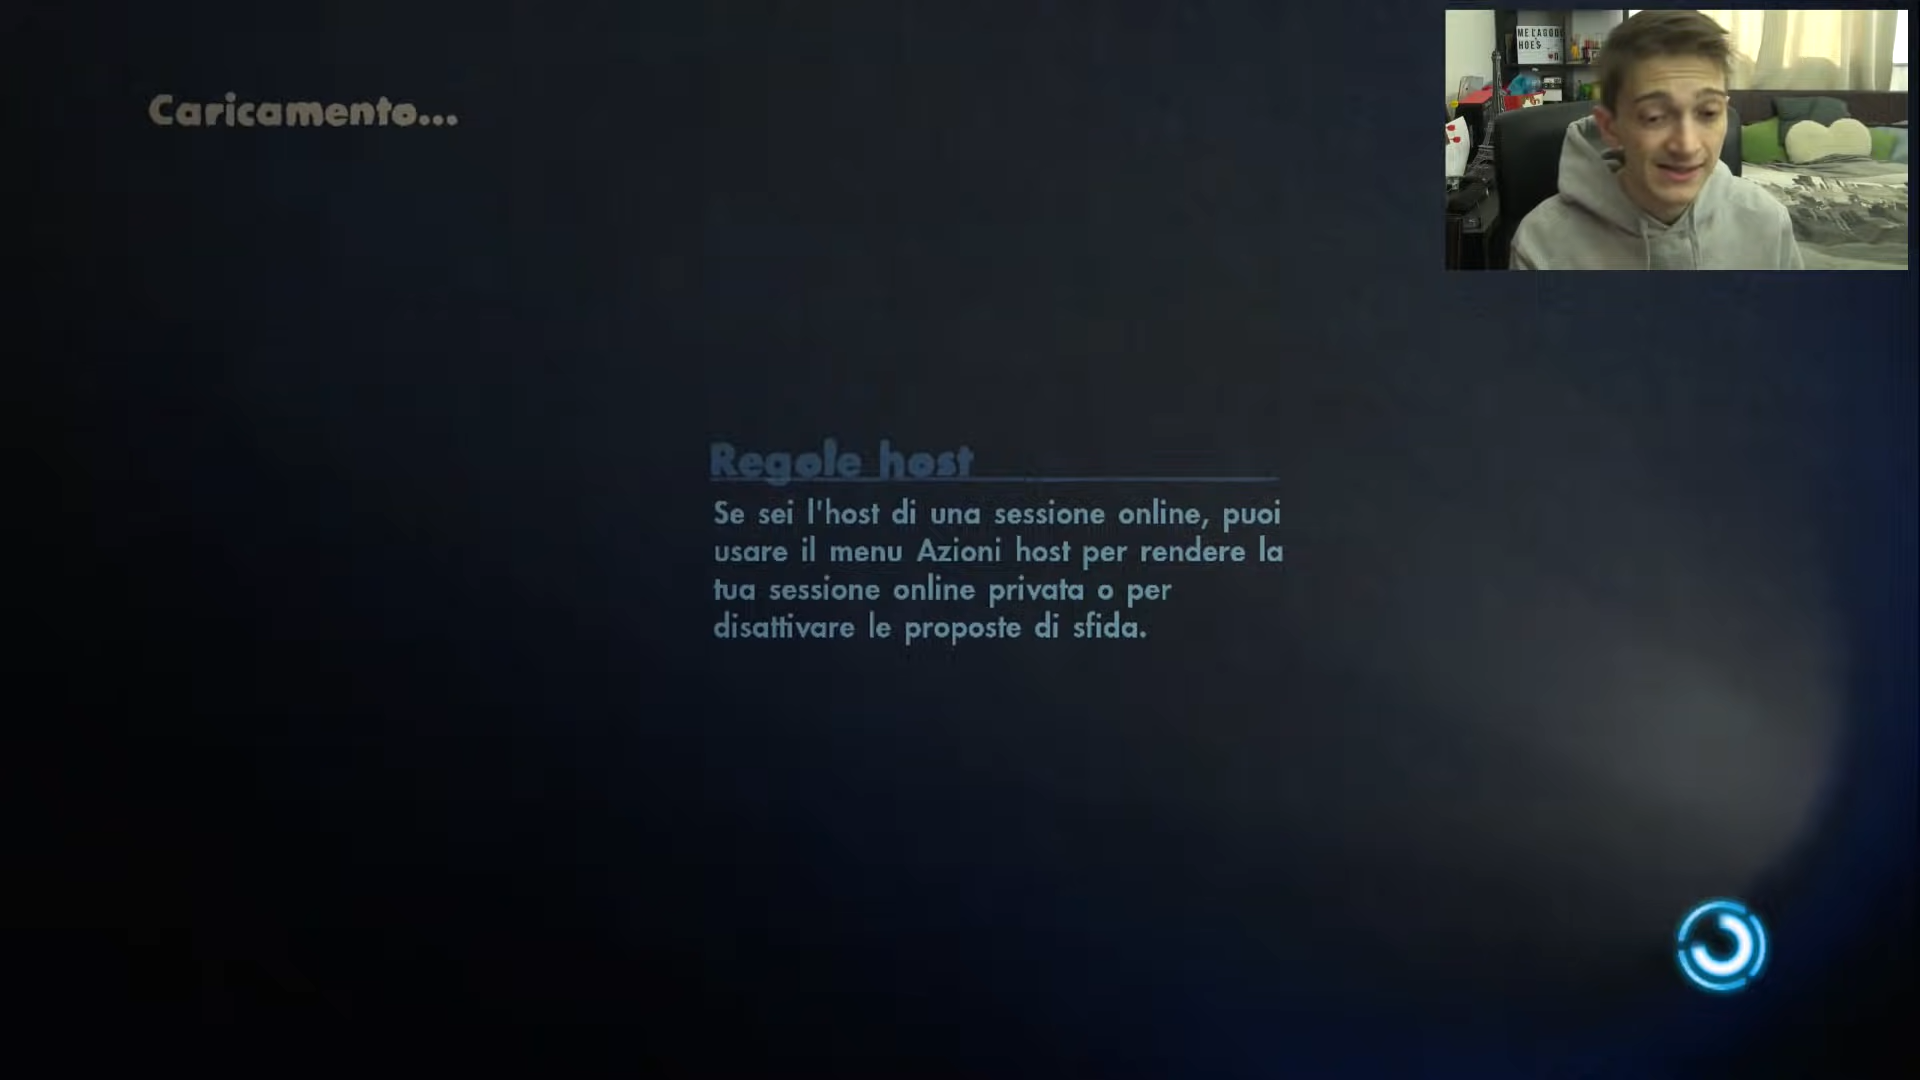 Caricamento...
Regole host
Se sei l'host di una sessione online, puoi
usare il menu Azioni host per rendere la
tua sessione online privata o per
disattivare le proposte di sfida.